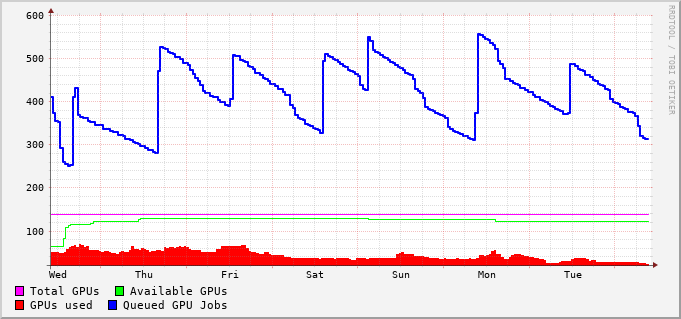 600
500
400
300
200
100
Wed Thu Fri Sat Sun Mon Tue
Total GPUs Available GPUs
GPUs used Queued GPU Jobs
RRDTOOL / TOBI OETIKER